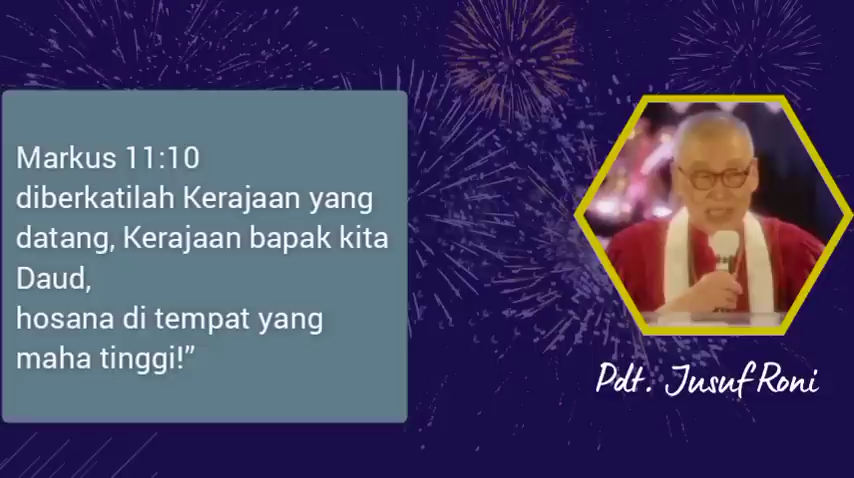 Markus 11:10
diberkatilah Kerajaan yang
datang, Kerajaan bapak kita
Daud,
hosana di tempat yang
maha tinggi!”
Pdt. Jusuf Roni